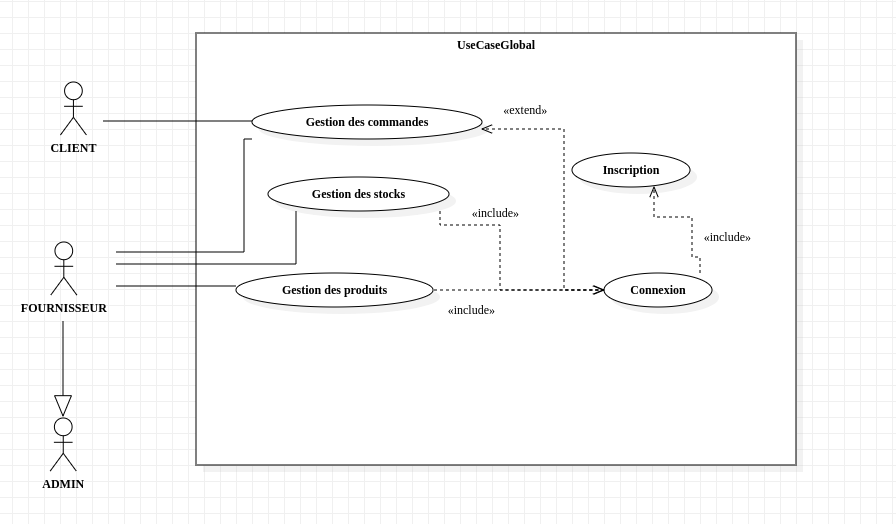 UseCaseGlobal
«extend»
Gestion des commandes
CLIENT
Inscription
Gestion des stocks
«include»
«include»
Gestion des produits
Connexion
FOURNISSEUR
«include»
ADMIN